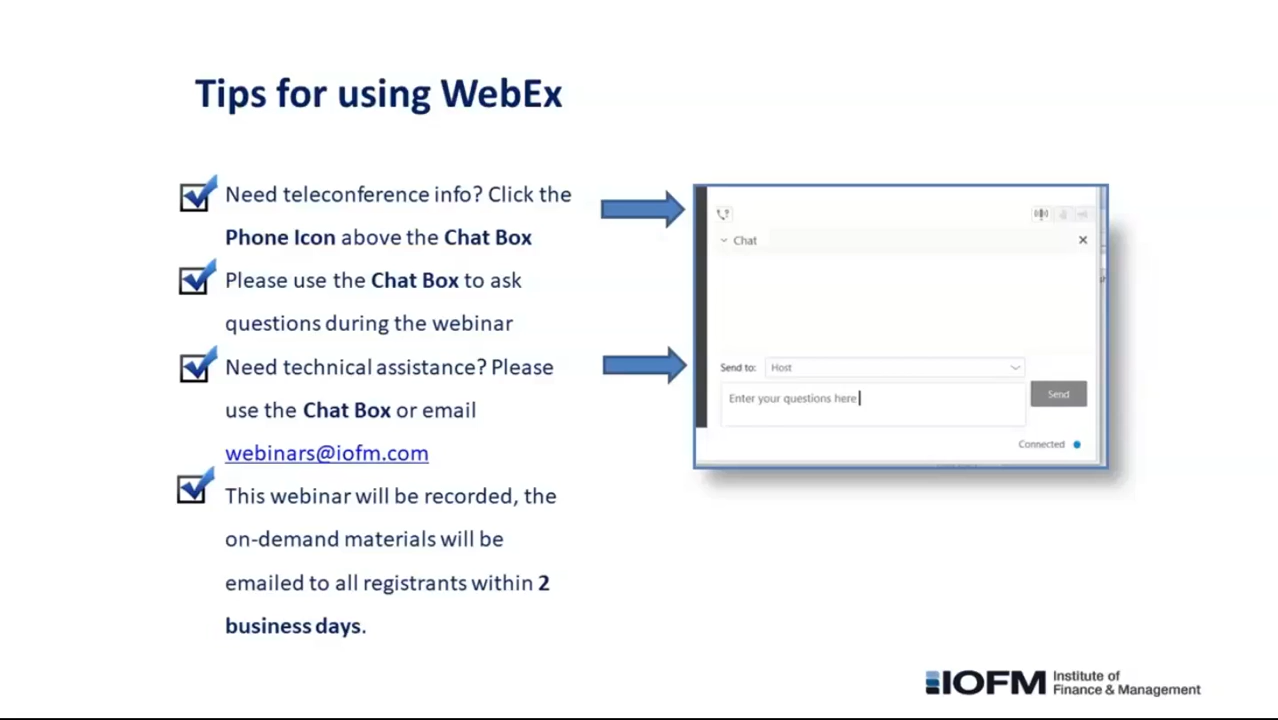 Tips for using WebEx
Need teleconference info? Click the
Phone Icon above the Chat Box
Please use the Chat Box to ask
questions during the webinar
Need technical assistance? Please
use the Chat Box or email
webinars@iofm.com
This webinar will be recorded, the
on-demand materials will be
emailed to all registrants within 2
business days.
Chat
Send to: Host
Enter your questions here
Send
Connected
IOFM Institute of
Finance & Management